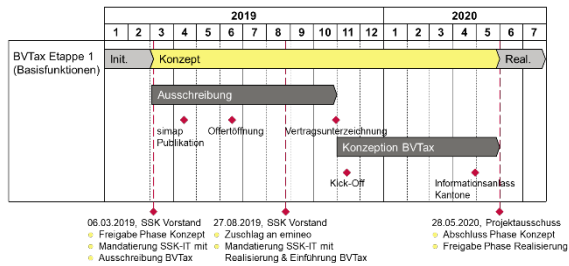 2019 2020
1 2 3 4 5 6 7 8 9 10 11 12 1 2 3 4 5 6 7
BVTax Etappe 1
(Basisfunktionen)
Init. Konzept Real.
Ausschreibung
simap
Publikation
Offertöffnung
Vertragsunterzeichnung
Konzeption BVTax
Kick-Off
Informationsanlass
Kantone
06.03.2019, SSK Vorstand
Freigabe Phase Konzept
Mandatierung SSK-IT mit
Ausschreibung BVTax
27.08.2019, SSK Vorstand
Zuschlag an emineo
Mandatierung SSK-IT mit
Realisierung & Einführung BVTax
28.05.2020, Projektausschuss
Abschluss Phase Konzept
Freigabe Phase Realisierung